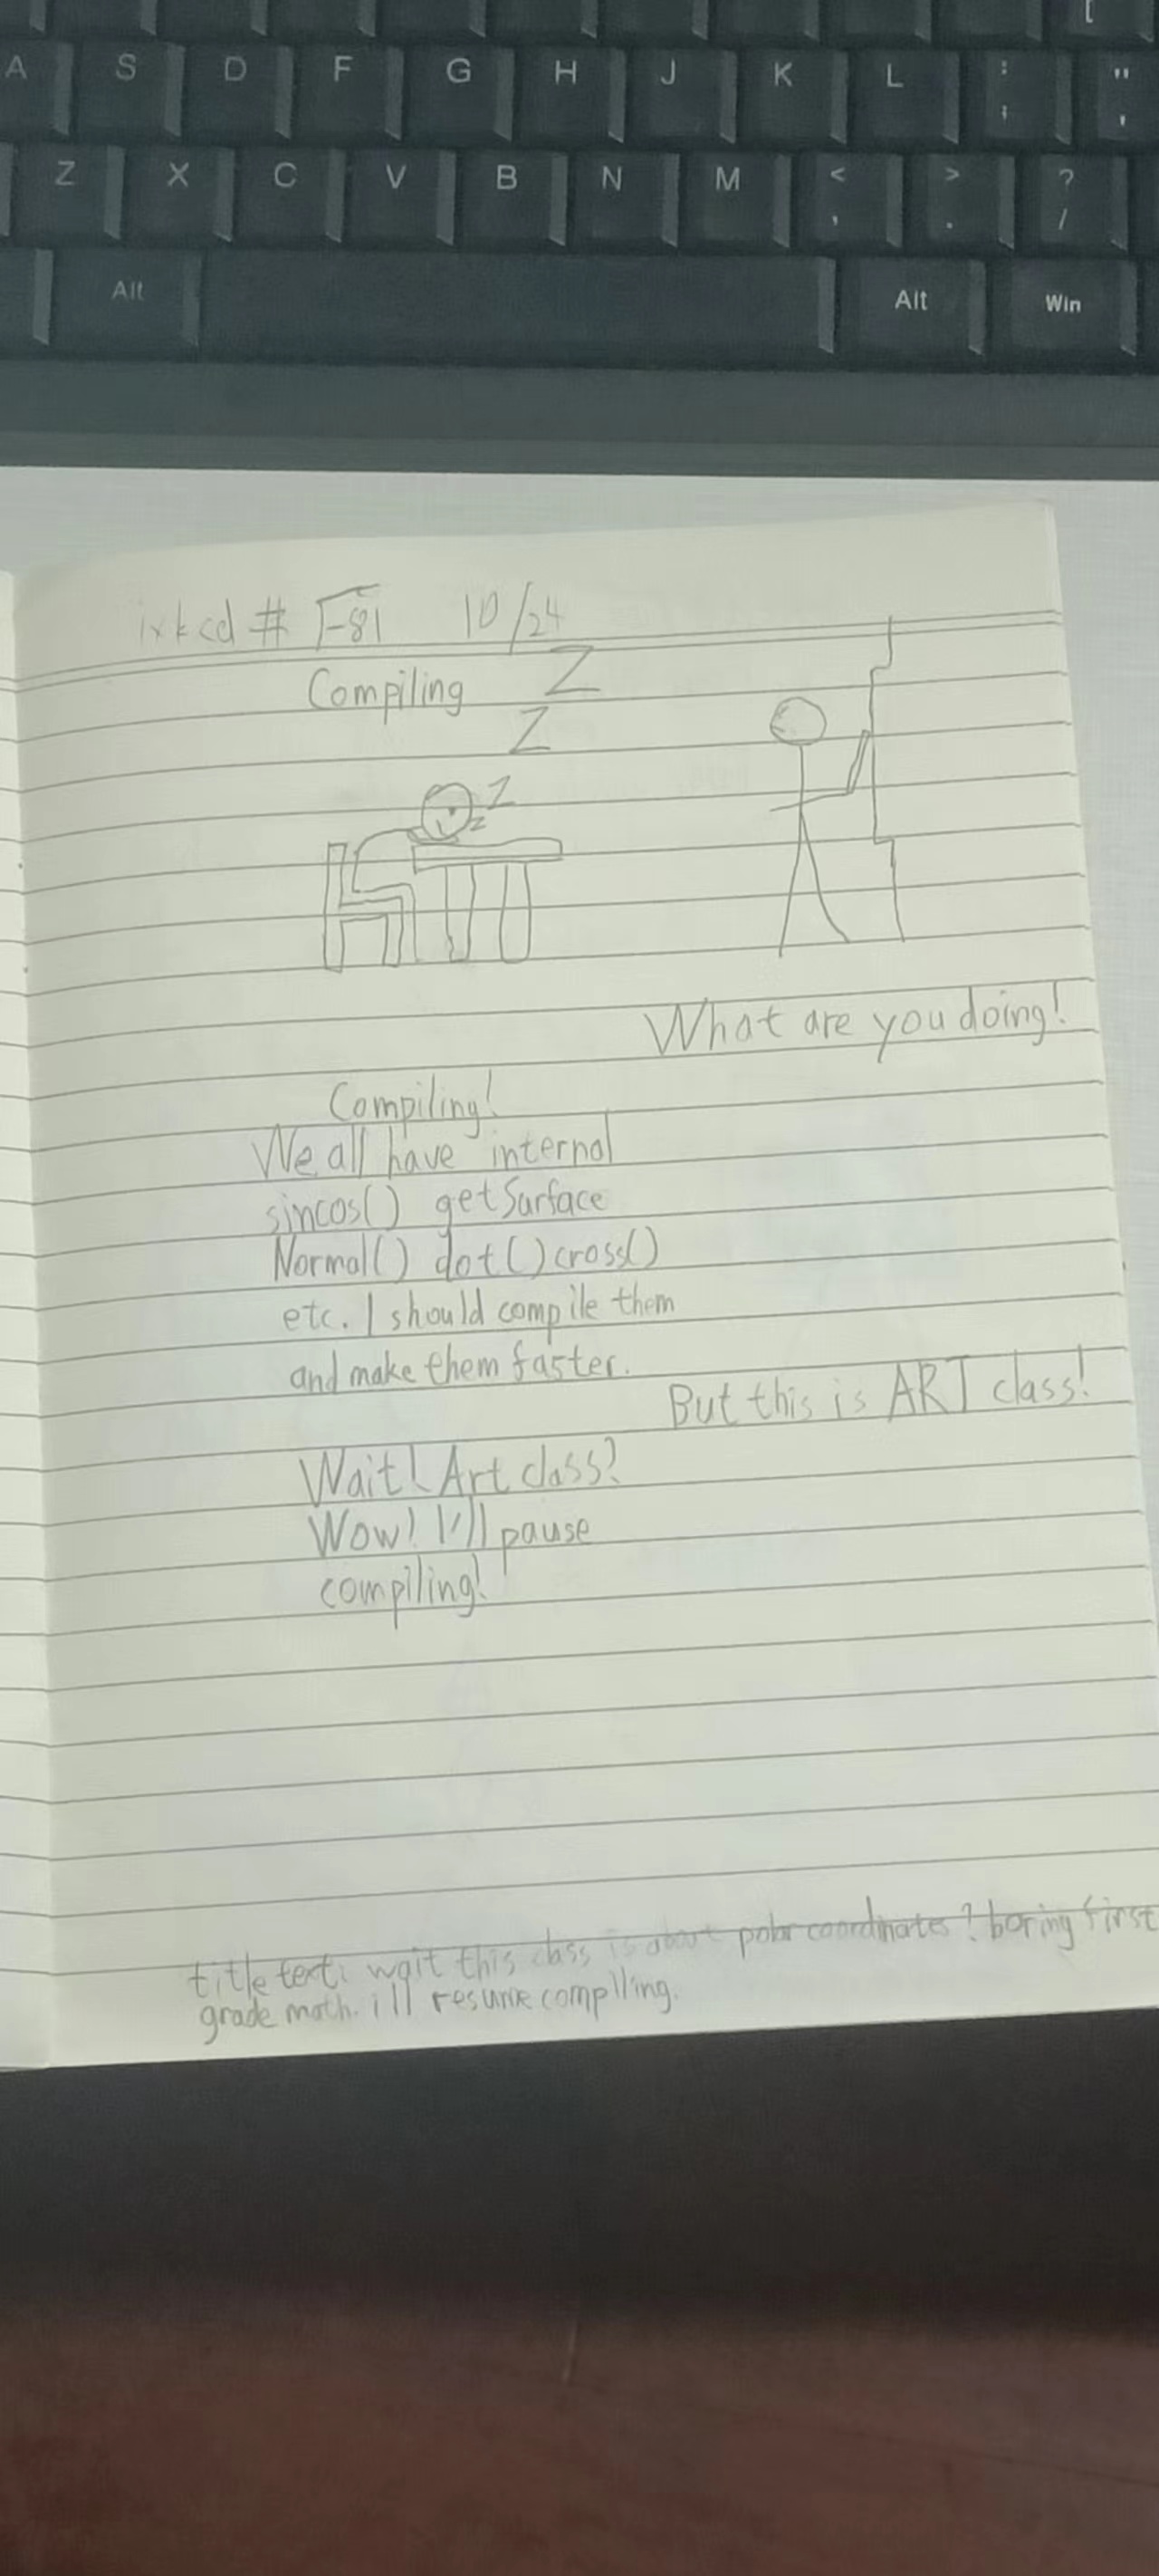 [
A S D F G H J K L : ; " '
Z X C V B N M < , > . ? /
Alt Alt Win
ixkcd # √-81 10/24
Compiling
Z
Z
Z
z
What are you doing!
Compiling!
We all have internal
sincos() getSurface
Normal() dot() cross()
etc. I should compile them
and make them faster.
But this is ART class!
Wait! Art class?
Wow! I'll pause
compiling!
title text: wait this class is about polar coordinates? boring first
grade math. i'll resume compiling.